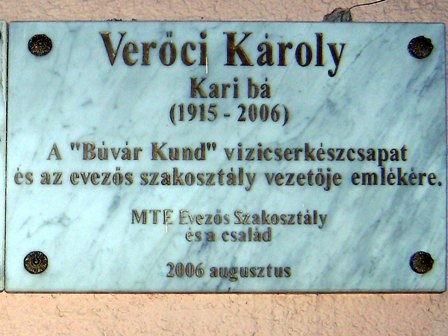 Verőci Károly
Kari bá
(1915 - 2006)
A "Búvár Kund" vízicserkészcsapat
és az evezős szakosztály vezetője emlékére.
MTE Evezős Szakosztály
és a család
2006 augusztus